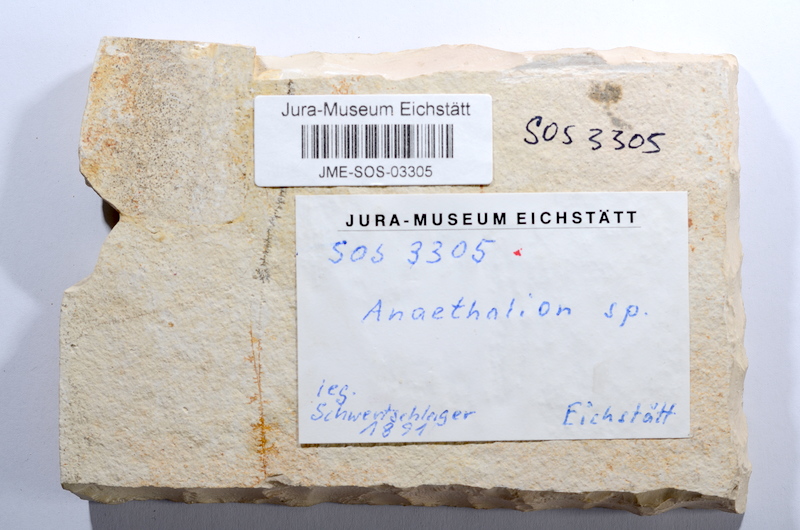 Jura-Museum Eichstätt
JME-SOS-03305
SOS 3305
JURA-MUSEUM EICHSTÄTT
SOS 3305
Anaethalion sp.
leg.
Schwertschlager
1891
Eichstätt